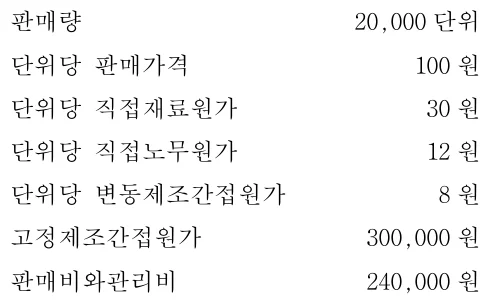 판매량 20,000 단위
단위당 판매가격 100 원
단위당 직접재료원가 30 원
단위당 직접노무원가 12 원
단위당 변동제조간접원가 8 원
고정제조간접원가 300,000 원
판매비와관리비 240,000 원